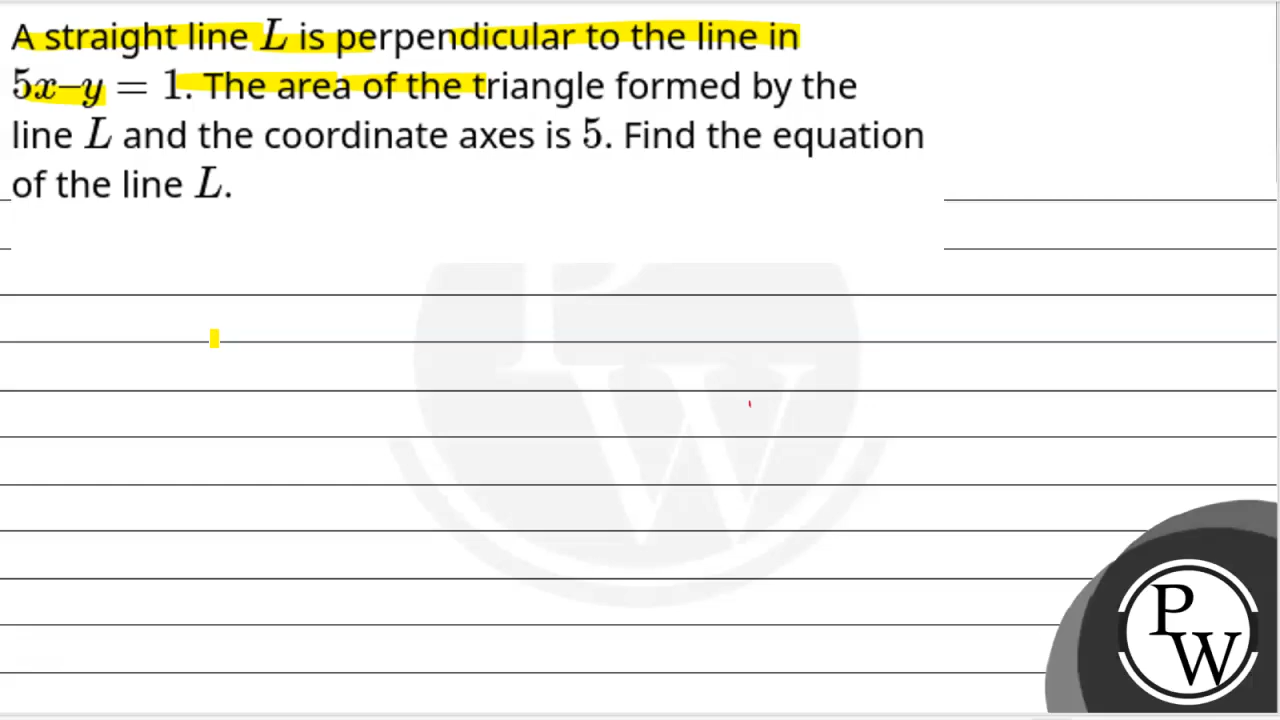 A straight line L is perpendicular to the line in
5x–y = 1. The area of the triangle formed by the
line L and the coordinate axes is 5. Find the equation
of the line L.
P
W